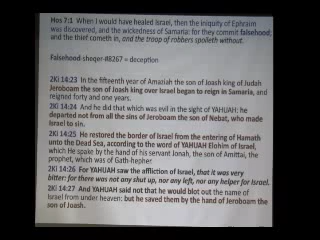 Hos 7:1  When I would have healed Israel, then the iniquity of Ephraim
was discovered, and the wickedness of Samaria: for they commit falsehood;
and the thief cometh in, and the troop of robbers spoileth without.
Falsehood-sheqer-#8267 = deception
2Ki 14:23  In the fifteenth year of Amaziah the son of Joash king of Judah
Jeroboam the son of Joash king over Israel began to reign in Samaria, and
reigned forty and one years.
2Ki 14:24  And he did that which was evil in the sight of YAHUAH: he
departed not from all the sins of Jeroboam the son of Nebat, who made
Israel to sin.
2Ki 14:25  He restored the border of Israel from the entering of Hamath
unto the Dead Sea, according to the word of YAHUAH Elohim of Israel,
which He spake by the hand of his servant Jonah, the son of Amittai, the
prophet, which was of Gath-hepher
2Ki 14:26  For YAHUAH saw the affliction of Israel, that it was very
bitter: for there was not any shut up, nor any left, nor any helper for Israel.
2Ki 14:27  And YAHUAH said not that he would blot out the name of
Israel from under heaven: but he saved them by the hand of Jeroboam the
son of Joash.